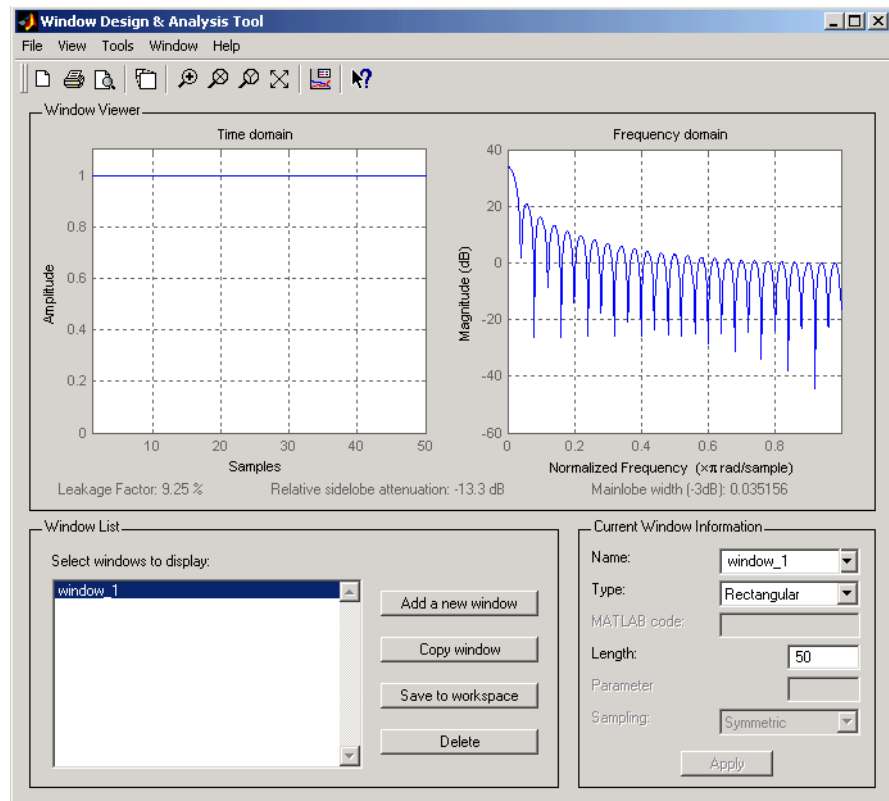 Window Design & Analysis Tool
File View Tools Window Help
Window Viewer
Time domain
Amplitude
1
0.8
0.6
0.4
0.2
0
10 20 30 40 50
Samples
Frequency domain
Magnitude (dB)
40
20
0
-20
-40
-60
0 0.2 0.4 0.6 0.8
Normalized Frequency (×π rad/sample)
Leakage Factor: 9.25 % Relative sidelobe attenuation: -13.3 dB Mainlobe width (-3dB): 0.035156
Window List
Select windows to display:
window_1
Add a new window
Copy window
Save to workspace
Delete
Current Window Information
Name: window_1
Type: Rectangular
MATLAB code:
Length: 50
Parameter
Sampling: Symmetric
Apply